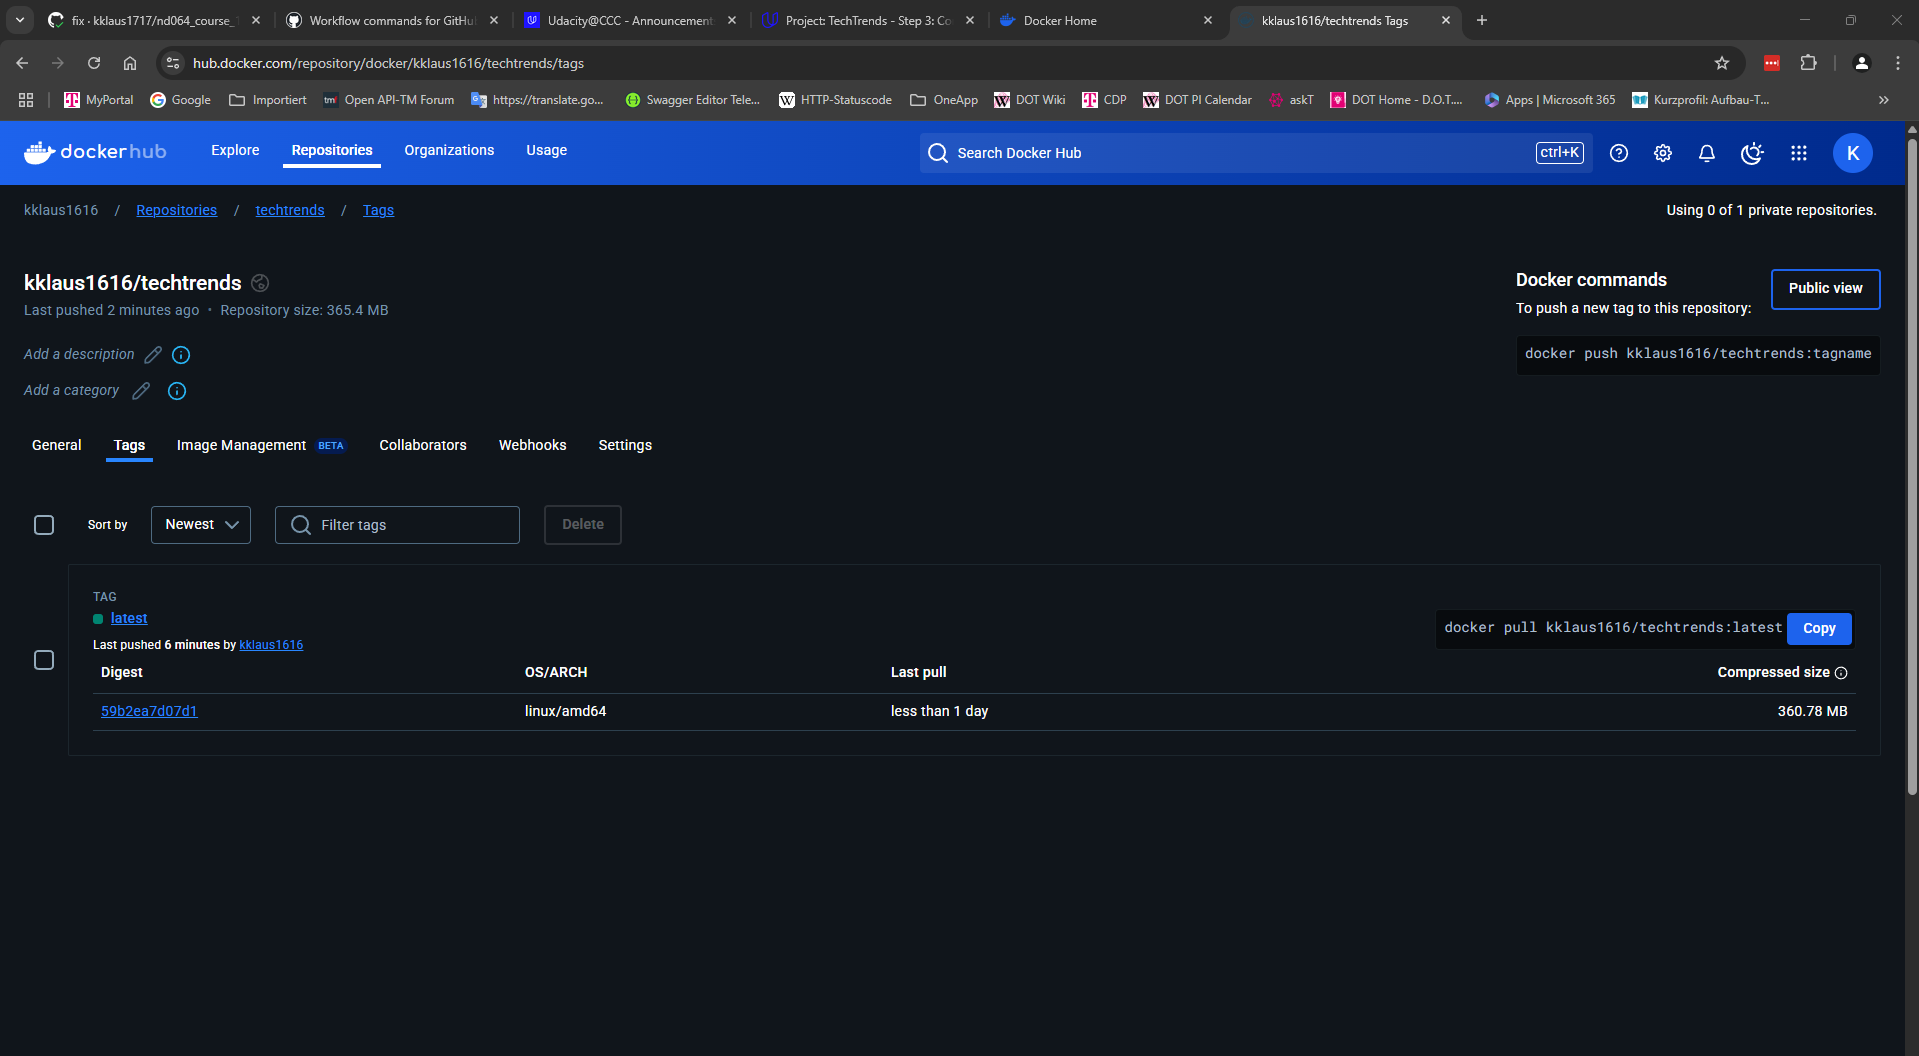 fix · kklaus1717/nd064_course_
Workflow commands for GitHu
Udacity@CCC - Announcement
Project: TechTrends - Step 3: Co
Docker Home
kklaus1616/techtrends Tags
hub.docker.com/repository/docker/kklaus1616/techtrends/tags
MyPortal
Google
Importiert
tm
Open API-TM Forum
https://translate.go...
Swagger Editor Tele...
HTTP-Statuscode
OneApp
DOT Wiki
CDP
DOT PI Calendar
askT
DOT Home - D.O.T....
Apps | Microsoft 365
Kurzprofil: Aufbau-T...
dockerhub
Explore
Repositories
Organizations
Usage
Search Docker Hub
ctrl+K
K
kklaus1616 / Repositories / techtrends / Tags
Using 0 of 1 private repositories.
kklaus1616/techtrends
Last pushed 2 minutes ago · Repository size: 365.4 MB
Add a description
Add a category
Docker commands
To push a new tag to this repository:
Public view
docker push kklaus1616/techtrends:tagname
General
Tags
Image Management BETA
Collaborators
Webhooks
Settings
Sort by
Newest
Filter tags
Delete
TAG
latest
Last pushed 6 minutes by kklaus1616
docker pull kklaus1616/techtrends:latest
Copy
Digest
OS/ARCH
Last pull
Compressed size
59b2ea7d07d1
linux/amd64
less than 1 day
360.78 MB